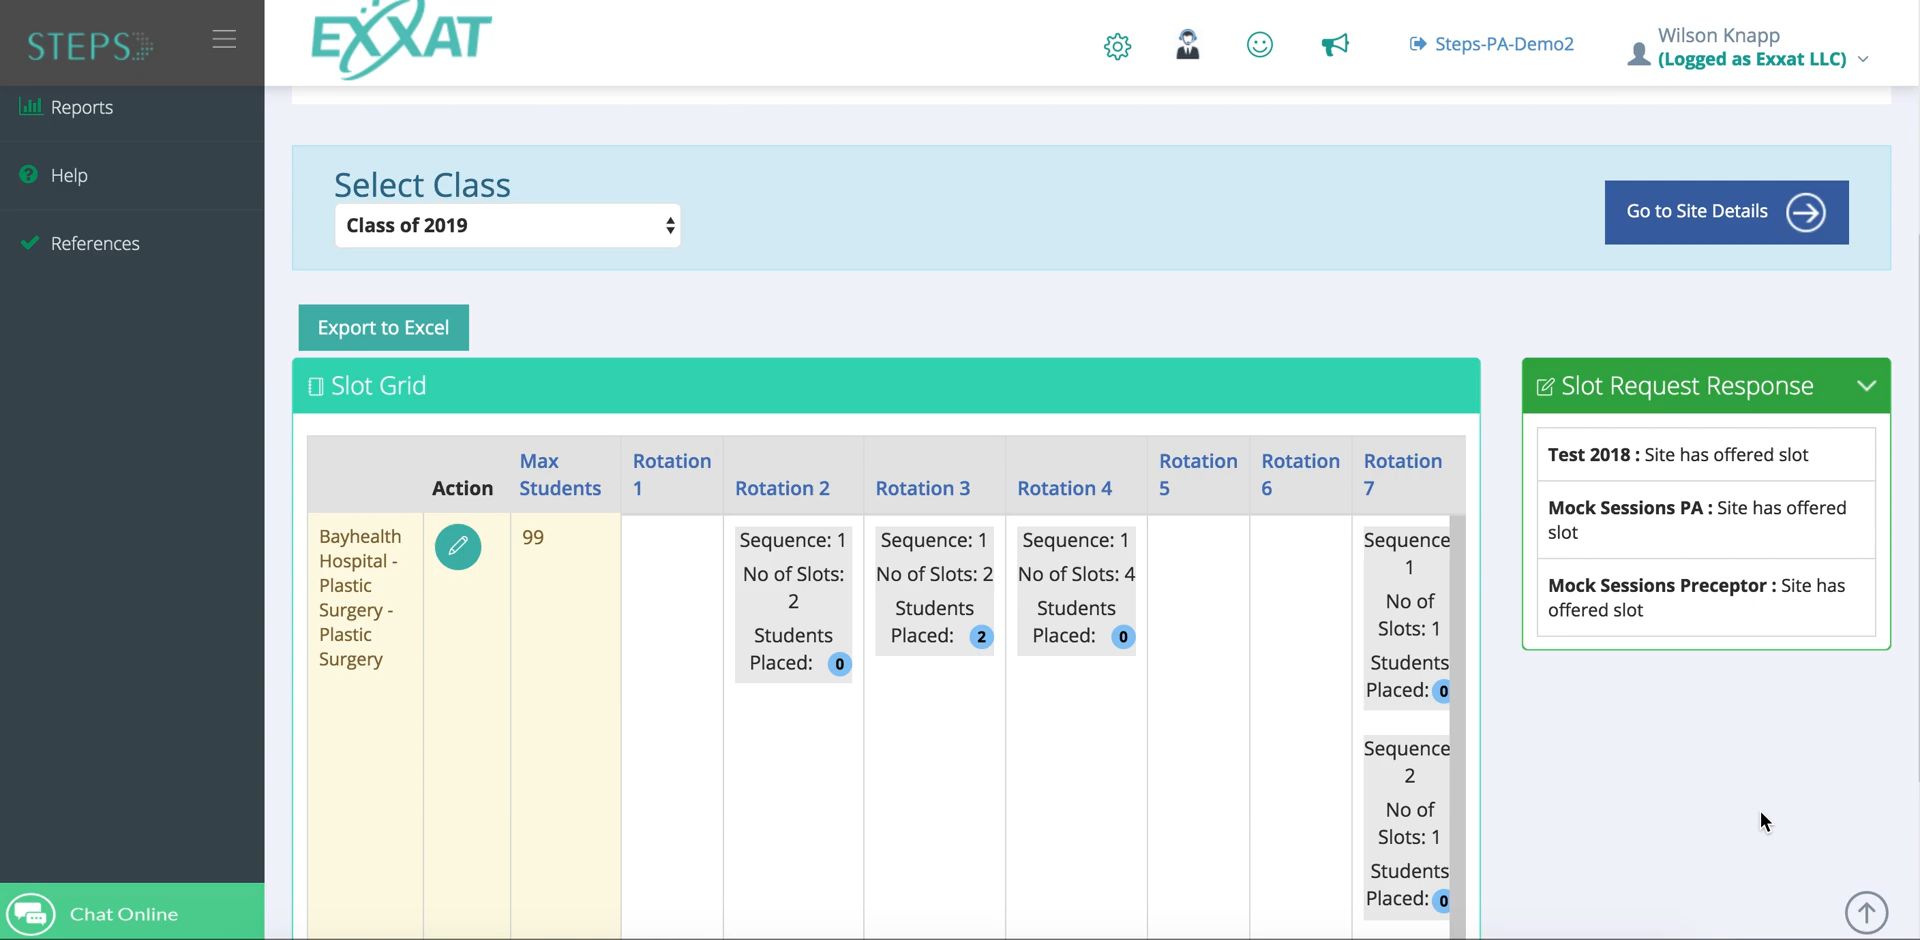 STEPS
EXXAT
Steps-PA-Demo2
Wilson Knapp
(Logged as Exxat LLC)
Reports
Help
References
Select Class
Class of 2019
Go to Site Details
Export to Excel
Slot Grid
Action
Max
Students
Rotation
1
Rotation 2
Rotation 3
Rotation 4
Rotation
5
Rotation
6
Rotation
7
Bayhealth
Hospital -
Plastic
Surgery -
Plastic
Surgery
99
Sequence: 1
No of Slots:
2
Students
Placed: 0
Sequence: 1
No of Slots: 2
Students
Placed: 2
Sequence: 1
No of Slots: 4
Students
Placed: 0
Sequence
1
No of
Slots: 1
Students
Placed: 0
Sequence
2
No of
Slots: 1
Students
Placed: 0
Slot Request Response
Test 2018 : Site has offered slot
Mock Sessions PA : Site has offered
slot
Mock Sessions Preceptor : Site has
offered slot
Chat Online